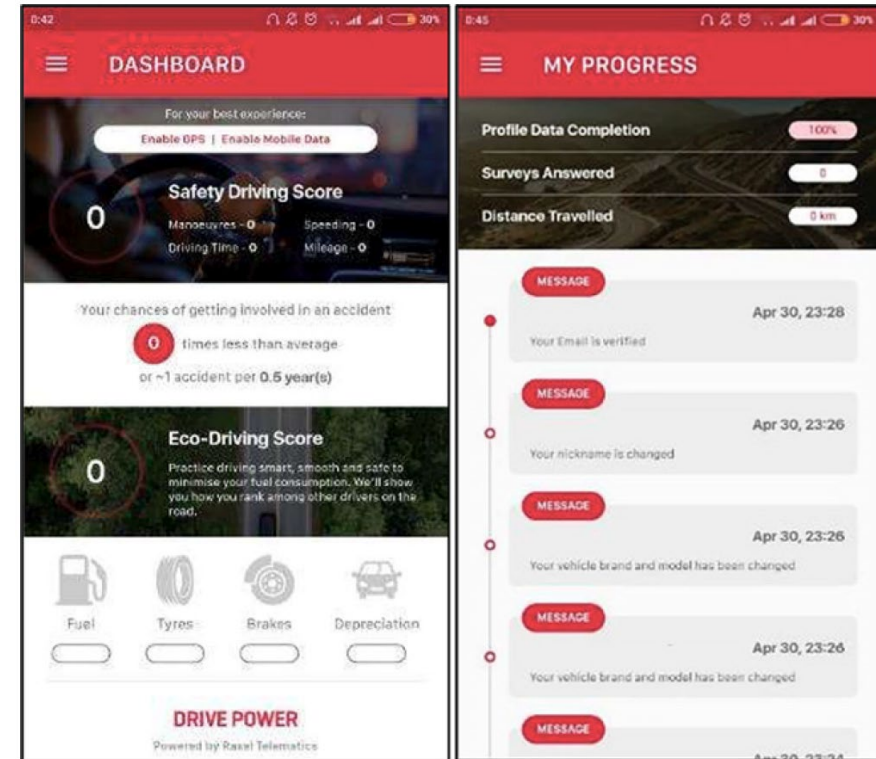 0:42
30%
DASHBOARD
For your best experience:
Enable GPS | Enable Mobile Data
Safety Driving Score
0
Manoeuvres - 0
Speeding - 0
Driving Time - 0
Mileage - 0
Your chances of getting involved in an accident
0 times less than average
or ~1 accident per 0.5 year(s)
Eco-Driving Score
0
Practice driving smart, smooth and safe to
minimise your fuel consumption. We'll show
you how you rank among other drivers on the
road.
Fuel
Tyres
Brakes
Depreciation
DRIVE POWER
Powered by Raxel Telematics
0:45
30%
MY PROGRESS
Profile Data Completion 100%
Surveys Answered 0
Distance Travelled 0 km
MESSAGE
Apr 30, 23:28
Your Email is verified
MESSAGE
Apr 30, 23:26
Your nickname is changed
MESSAGE
Apr 30, 23:26
Your vehicle brand and model has been changed
MESSAGE
Apr 30, 23:26
Your vehicle brand and model has been changed
MESSAGE
Apr 30, 23:24